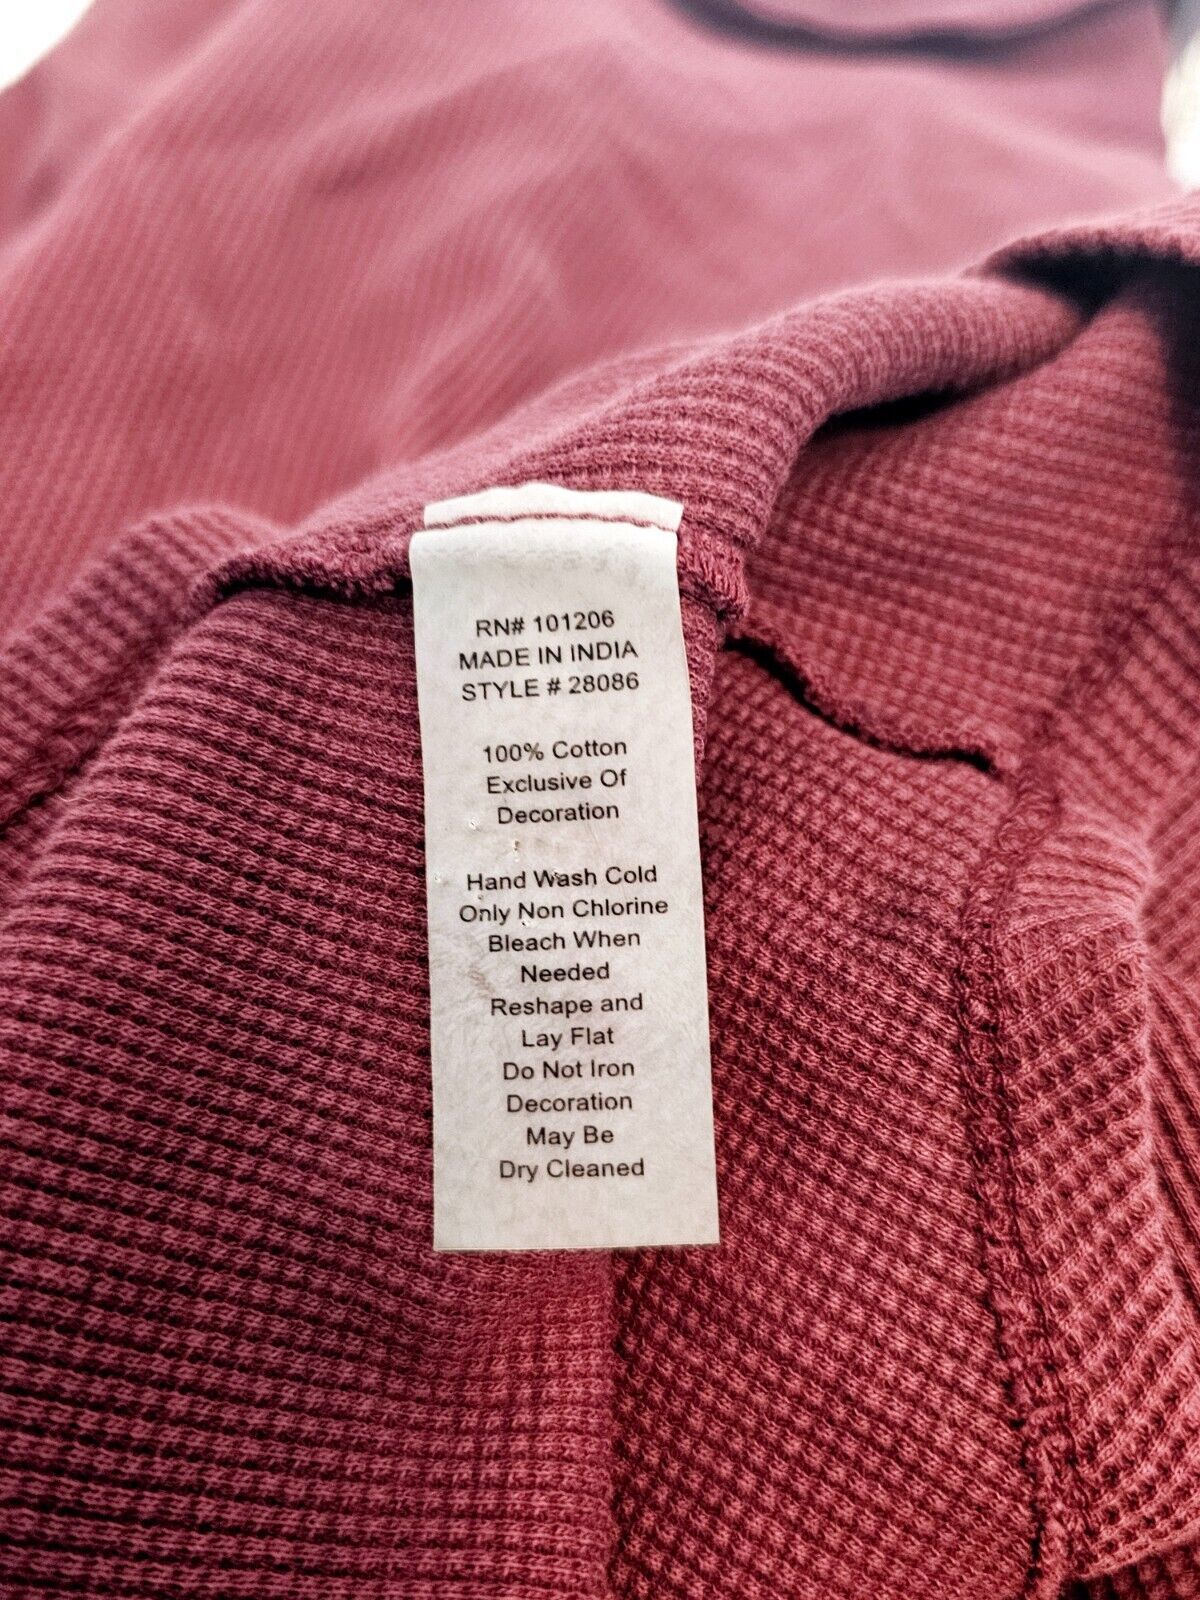 RN# 101206
MADE IN INDIA
STYLE # 28086
100% Cotton
Exclusive Of
Decoration
Hand Wash Cold
Only Non Chlorine
Bleach When
Needed
Reshape and
Lay Flat
Do Not Iron
Decoration
May Be
Dry Cleaned